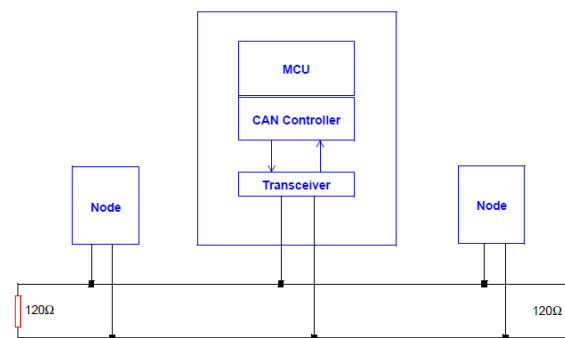 MCU
CAN Controller
Transceiver
Node
Node
120Ω
120Ω